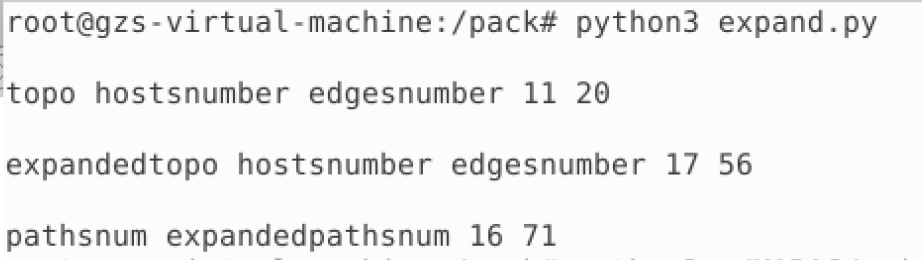 root@gzs-virtual-machine:/pack# python3 expand.py
topo hostsnumber edgesnumber 11 20
expandedtopo hostsnumber edgesnumber 17 56
pathsnum expandedpathsnum 16 71